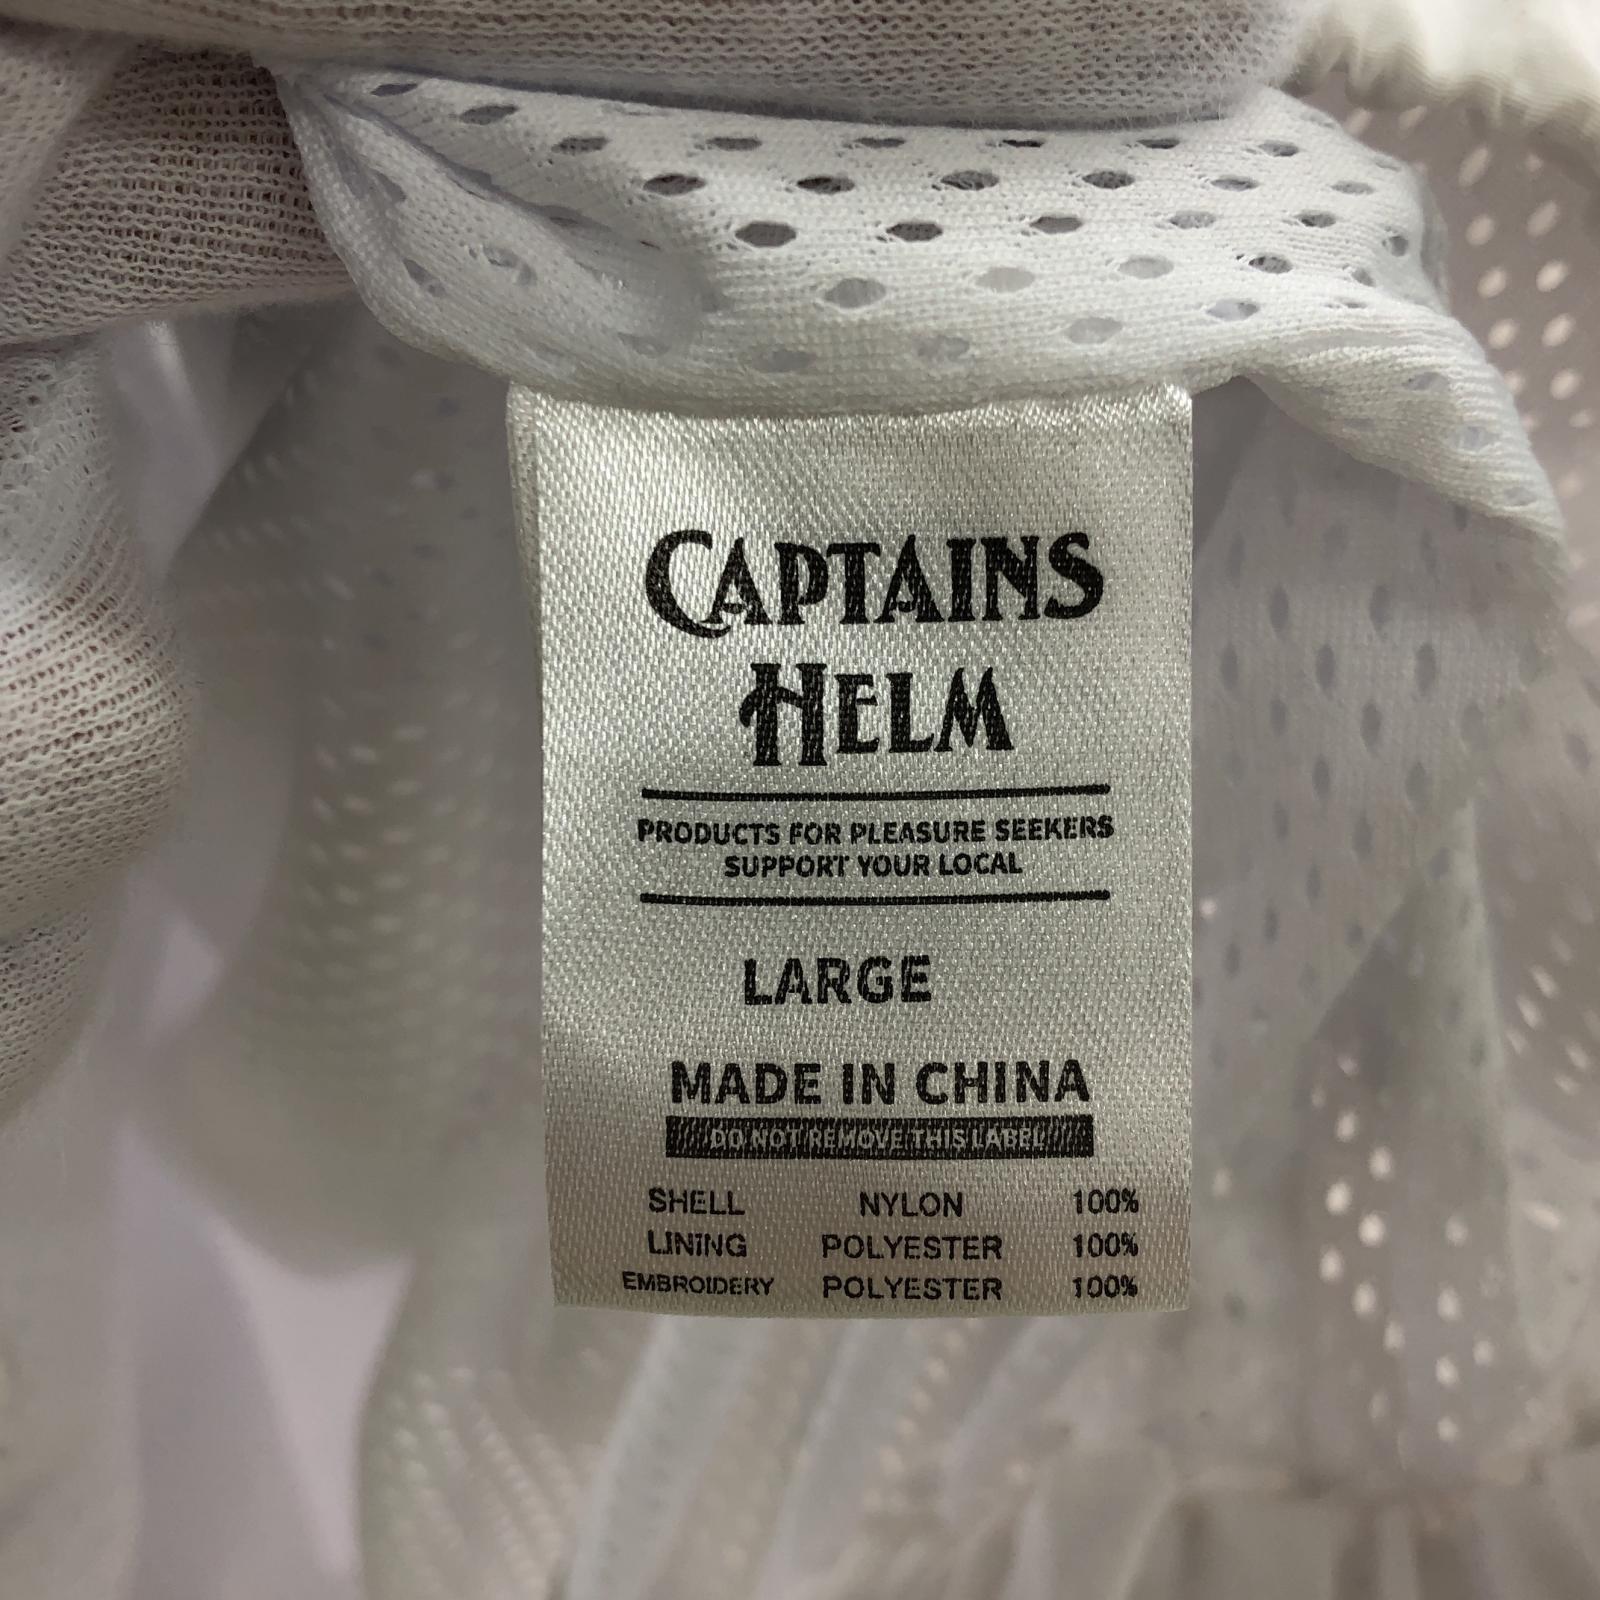 CAPTAINS
HELM
PRODUCTS FOR PLEASURE SEEKERS
SUPPORT YOUR LOCAL
LARGE
MADE IN CHINA
DO NOT REMOVE THIS LABEL
SHELL NYLON 100%
LINING POLYESTER 100%
EMBROIDERY POLYESTER 100%